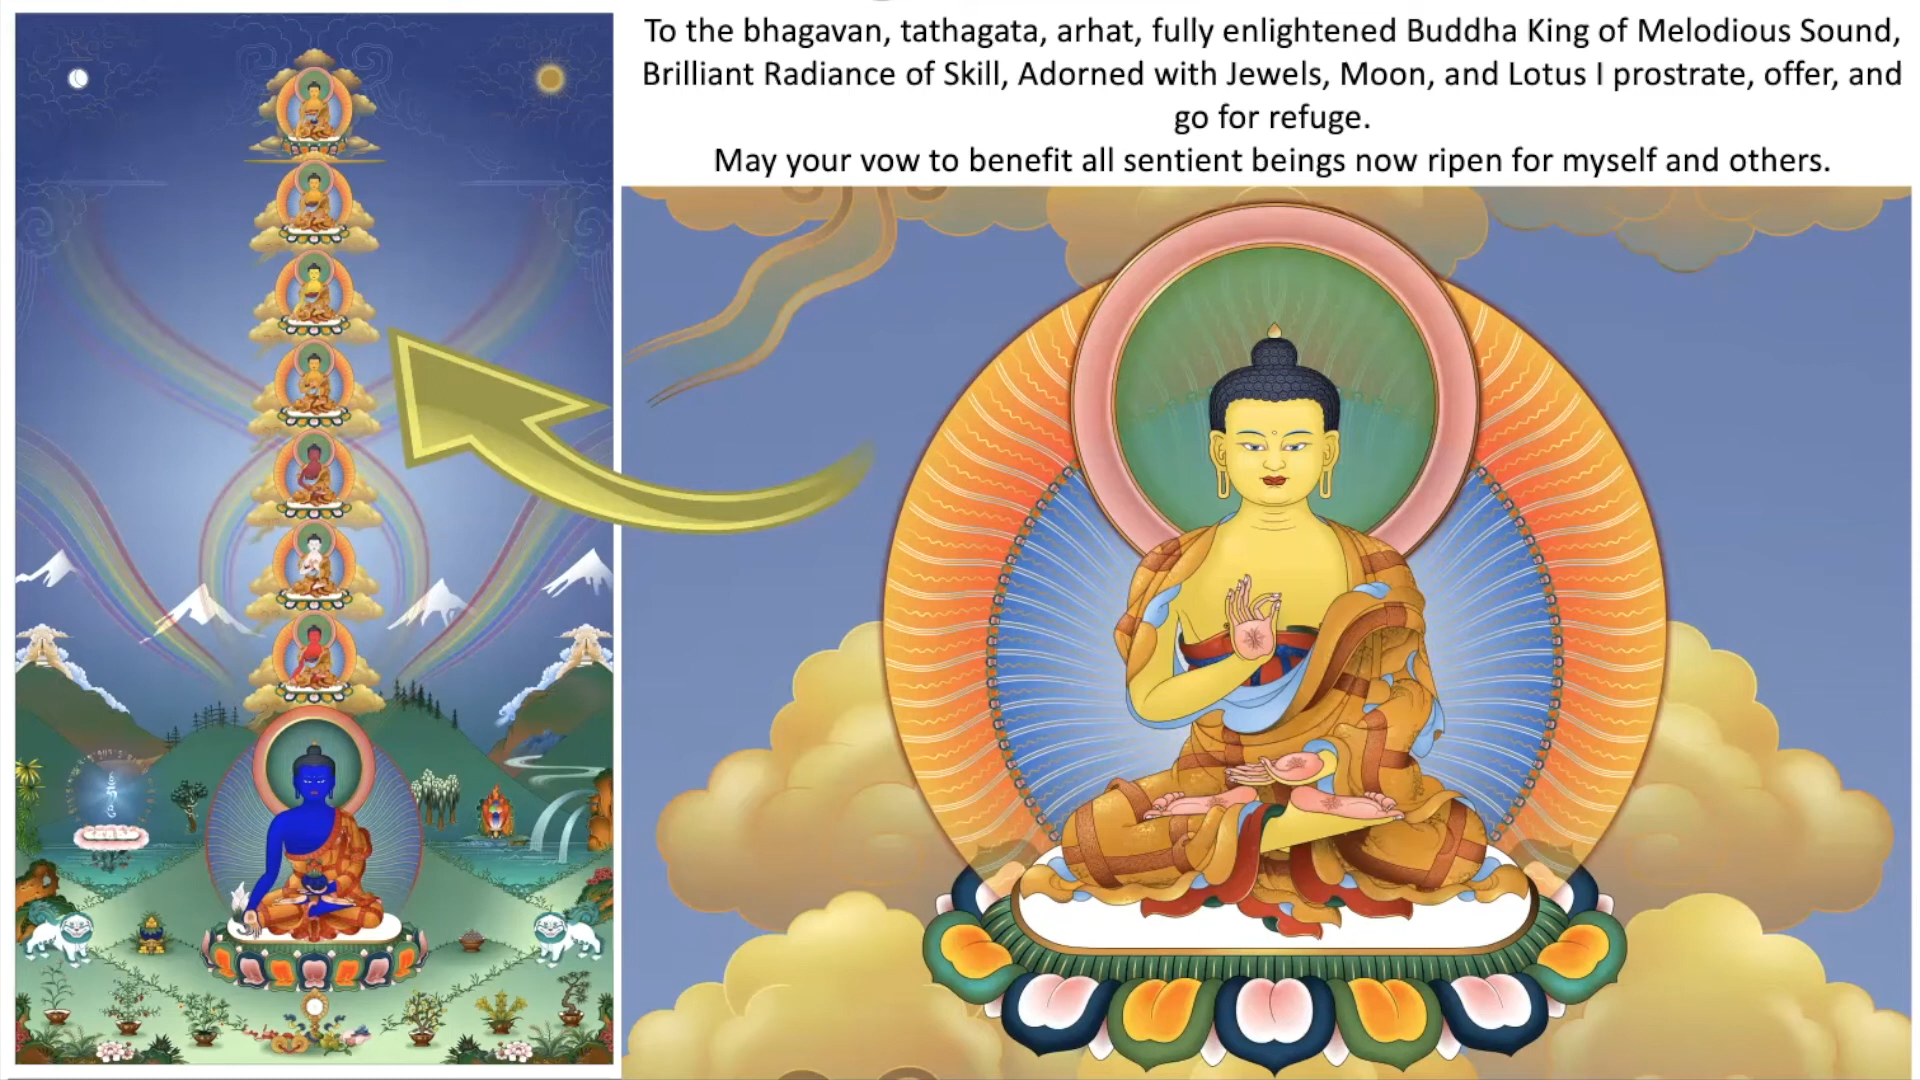 To the bhagavan, tathagata, arhat, fully enlightened Buddha King of Melodious Sound,
Brilliant Radiance of Skill, Adorned with Jewels, Moon, and Lotus I prostrate, offer, and
go for refuge.
May your vow to benefit all sentient beings now ripen for myself and others.